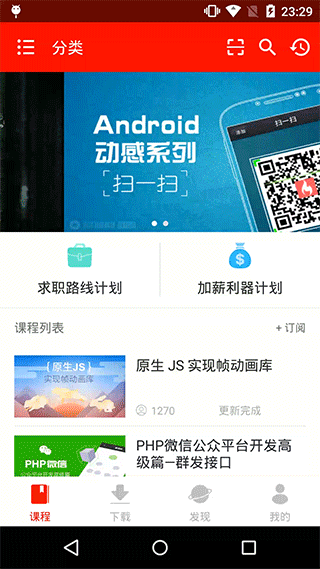 23:29
分类
Android
动感系列
扫一扫
扫一扫
求职路线计划
加薪利器计划
课程列表
+ 订阅
{ 原生JS }
实现帧动画库
原生 JS 实现帧动画库
1270
更新完成
PHP微信
PHP微信公众平台开发高
级篇—群发接口
课程
下载
发现
我的